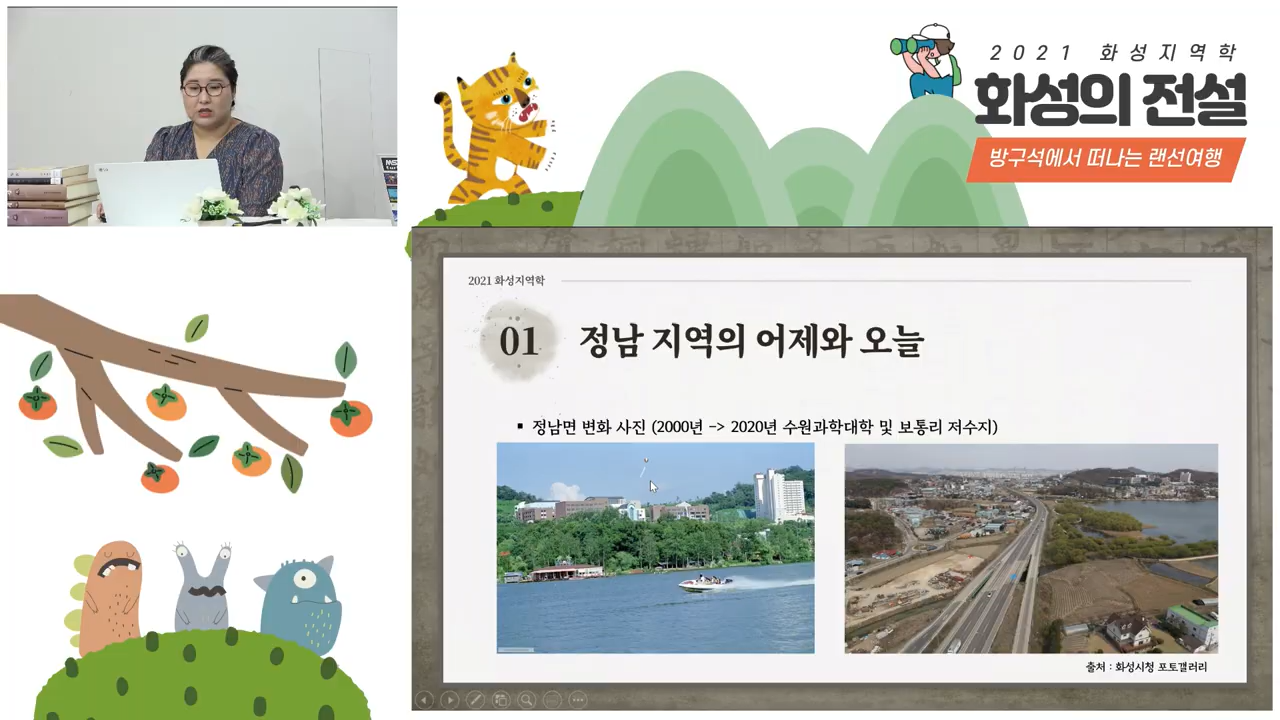 2021 화성지역학
화성의 전설
방구석에서 떠나는 랜선여행
2021 화성지역학
01 정남 지역의 어제와 오늘
▪ 정남면 변화 사진 (2000년 -> 2020년 수원과학대학 및 보통리 저수지)
출처 : 화성시청 포토갤러리